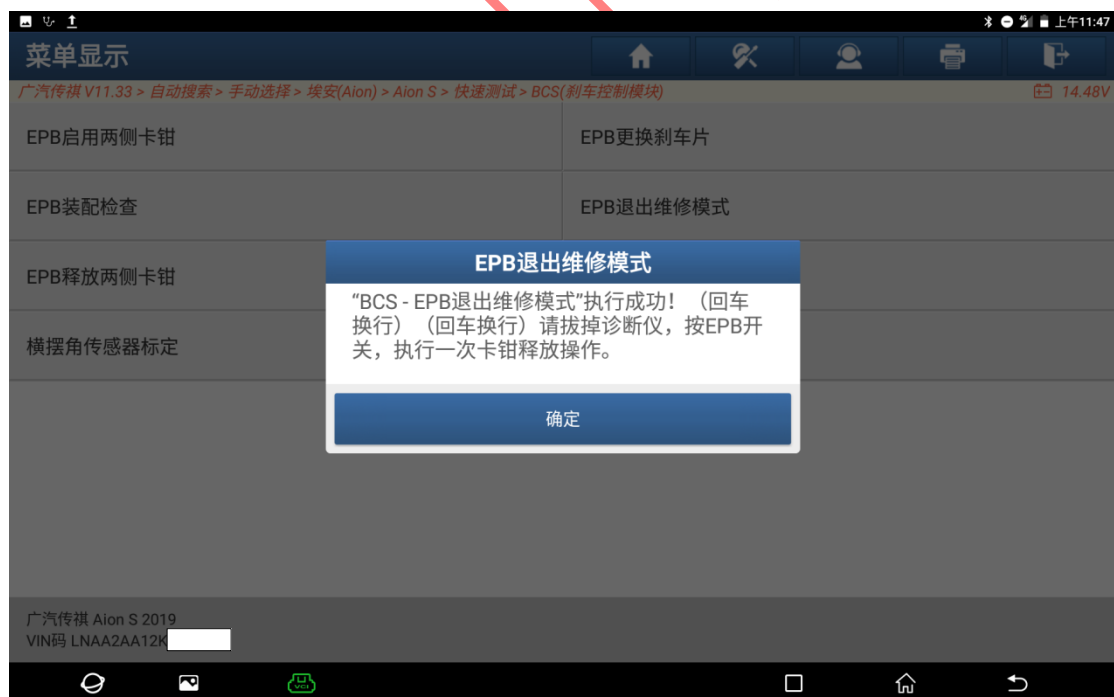 上午11:47
菜单显示
广汽传祺 V11.33 > 自动搜索 > 手动选择 > 埃安(Aion) > Aion S > 快速测试 > BCS(刹车控制模块)
14.48V
EPB启用两侧卡钳
EPB更换刹车片
EPB装配检查
EPB退出维修模式
EPB释放两侧卡钳
横摆角传感器标定
EPB退出维修模式
“BCS - EPB退出维修模式”执行成功！（回车
换行）（回车换行）请拔掉诊断仪，按EPB开
关，执行一次卡钳释放操作。
确定
广汽传祺 Aion S 2019
VIN码 LNAA2AA12K
VCI